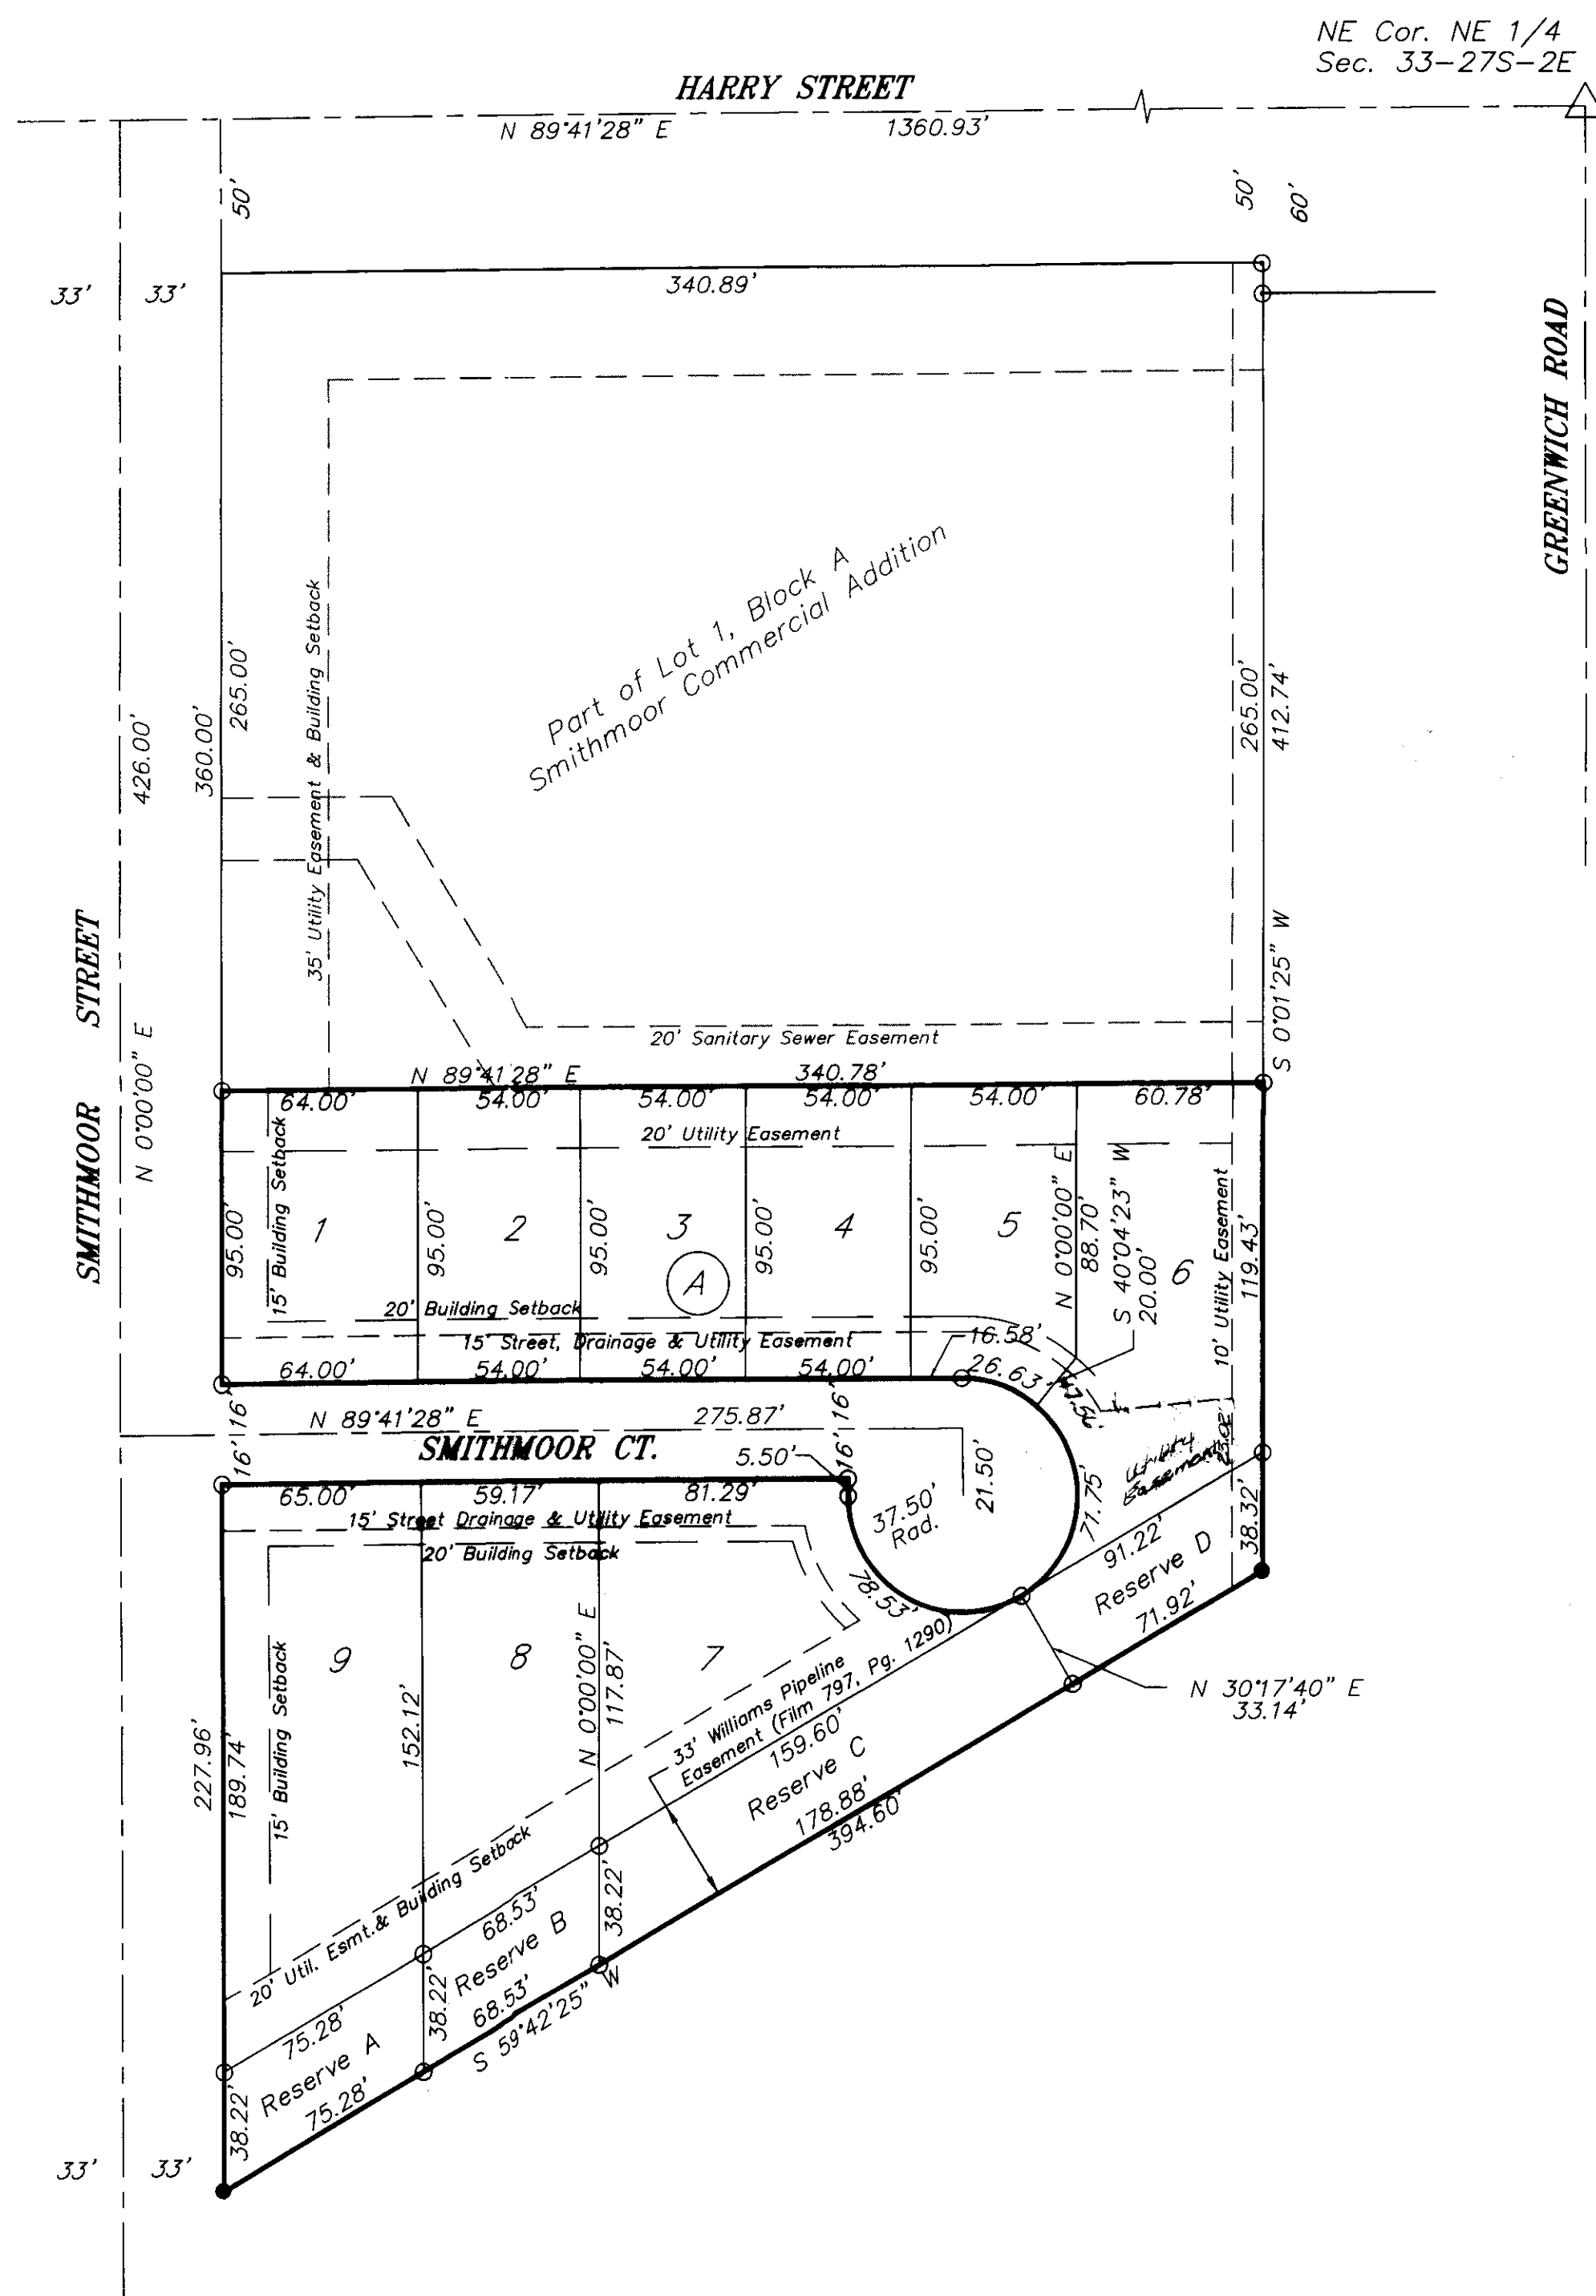 NE Cor. NE 1/4
Sec. 33-27S-2E
HARRY STREET
N 89°41'28" E 1360.93'
50'
50'
60'
33' 33'
340.89'
GREENWICH ROAD
35' Utility Easement & Building Setback
Part of Lot 1, Block A
Smithmoor Commercial Addition
265.00'
360.00'
426.00'
265.00'
412.74'
S 0°01'25" W
SMITHMOOR STREET
N 0°00'00" E
20' Sanitary Sewer Easement
N 89°41'28" E 340.78'
64.00' 54.00' 54.00' 54.00' 54.00' 60.78'
20' Utility Easement
15' Building Setback
95.00'
1
95.00'
2
95.00'
3
A
95.00'
4
95.00'
5
N 0°00'00" E
88.70'
S 40°04'23" W
20.00'
6
10' Utility Easement
119.43'
20' Building Setback
15' Street, Drainage & Utility Easement
16.58'
64.00' 54.00' 54.00' 54.00'
26.63'
47.56'
16' 16'
N 89°41'28" E 275.87'
16' 16'
SMITHMOOR CT.
5.50'
21.50'
Utility
Easement
65.00' 59.17' 81.29'
37.50'
Rad.
71.75'
38.32'
15' Street Drainage & Utility Easement
20' Building Setback
91.22'
Reserve D
71.92'
78.53'
9
8
7
N 0°00'00" E
117.87'
15' Building Setback
152.12'
227.96'
189.74'
33' Williams Pipeline
Easement (Film 797, Pg. 1290)
N 30°17'40" E
33.14'
159.60'
Reserve C
178.88'
394.60'
20' Util. Esmt.& Building Setback
68.53'
Reserve B
68.53'
38.22'
38.22'
S 59°42'25" W
75.28'
Reserve A
75.28'
38.22'
33' 33'